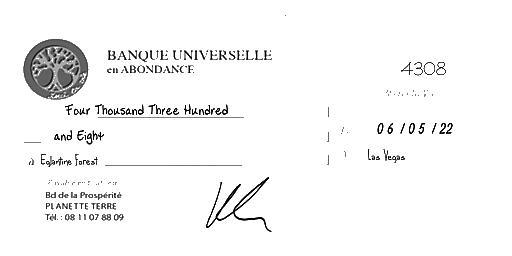 BANQUE UNIVERSELLE
en ABONDANCE
4308
Four Thousand Three Hundred
and Eight
06/05/22
à Eglantine Forest
Las Vegas
Bd de la Prospérité
PLANETTE TERRE
Tél. : 08 11 07 88 09